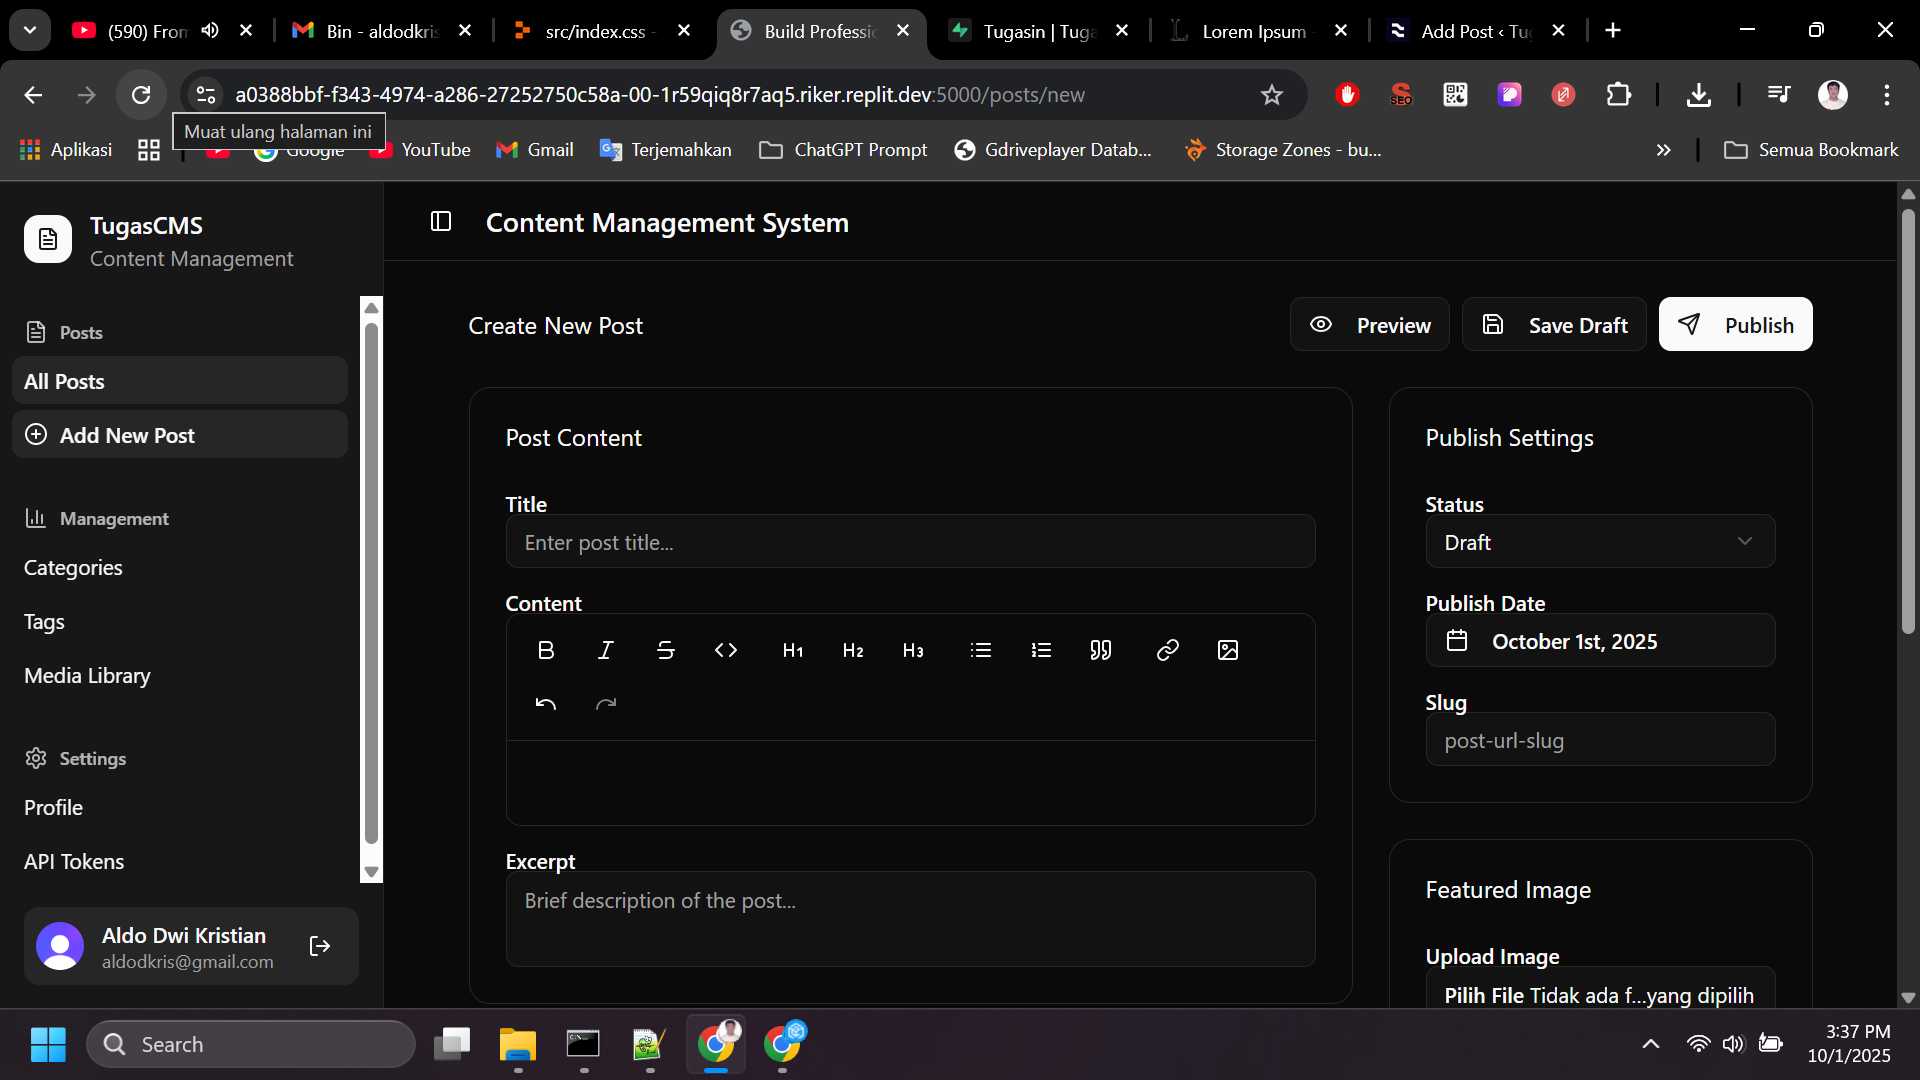 (590) From
Bin - aldodkris
src/index.css -
Build Professio
Tugasin | Tuga
Lorem Ipsum
Add Post ‹ Tu
a0388bbf-f343-4974-a286-27252750c58a-00-1r59qiq8r7aq5.riker.replit.dev:5000/posts/new
SEO
Muat ulang halaman ini
Aplikasi
Google
YouTube
Gmail
Terjemahkan
ChatGPT Prompt
Gdriveplayer Datab...
Storage Zones - bu...
Semua Bookmark
TugasCMS
Content Management
Posts
All Posts
Add New Post
Management
Categories
Tags
Media Library
Settings
Profile
API Tokens
Aldo Dwi Kristian
aldodkris@gmail.com
Content Management System
Create New Post
Preview
Save Draft
Publish
Post Content
Title
Enter post title...
Content
H1
H2
H3
Excerpt
Brief description of the post...
Publish Settings
Status
Draft
Publish Date
October 1st, 2025
Slug
post-url-slug
Featured Image
Upload Image
Pilih File Tidak ada f...yang dipilih
Search
3:37 PM
10/1/2025